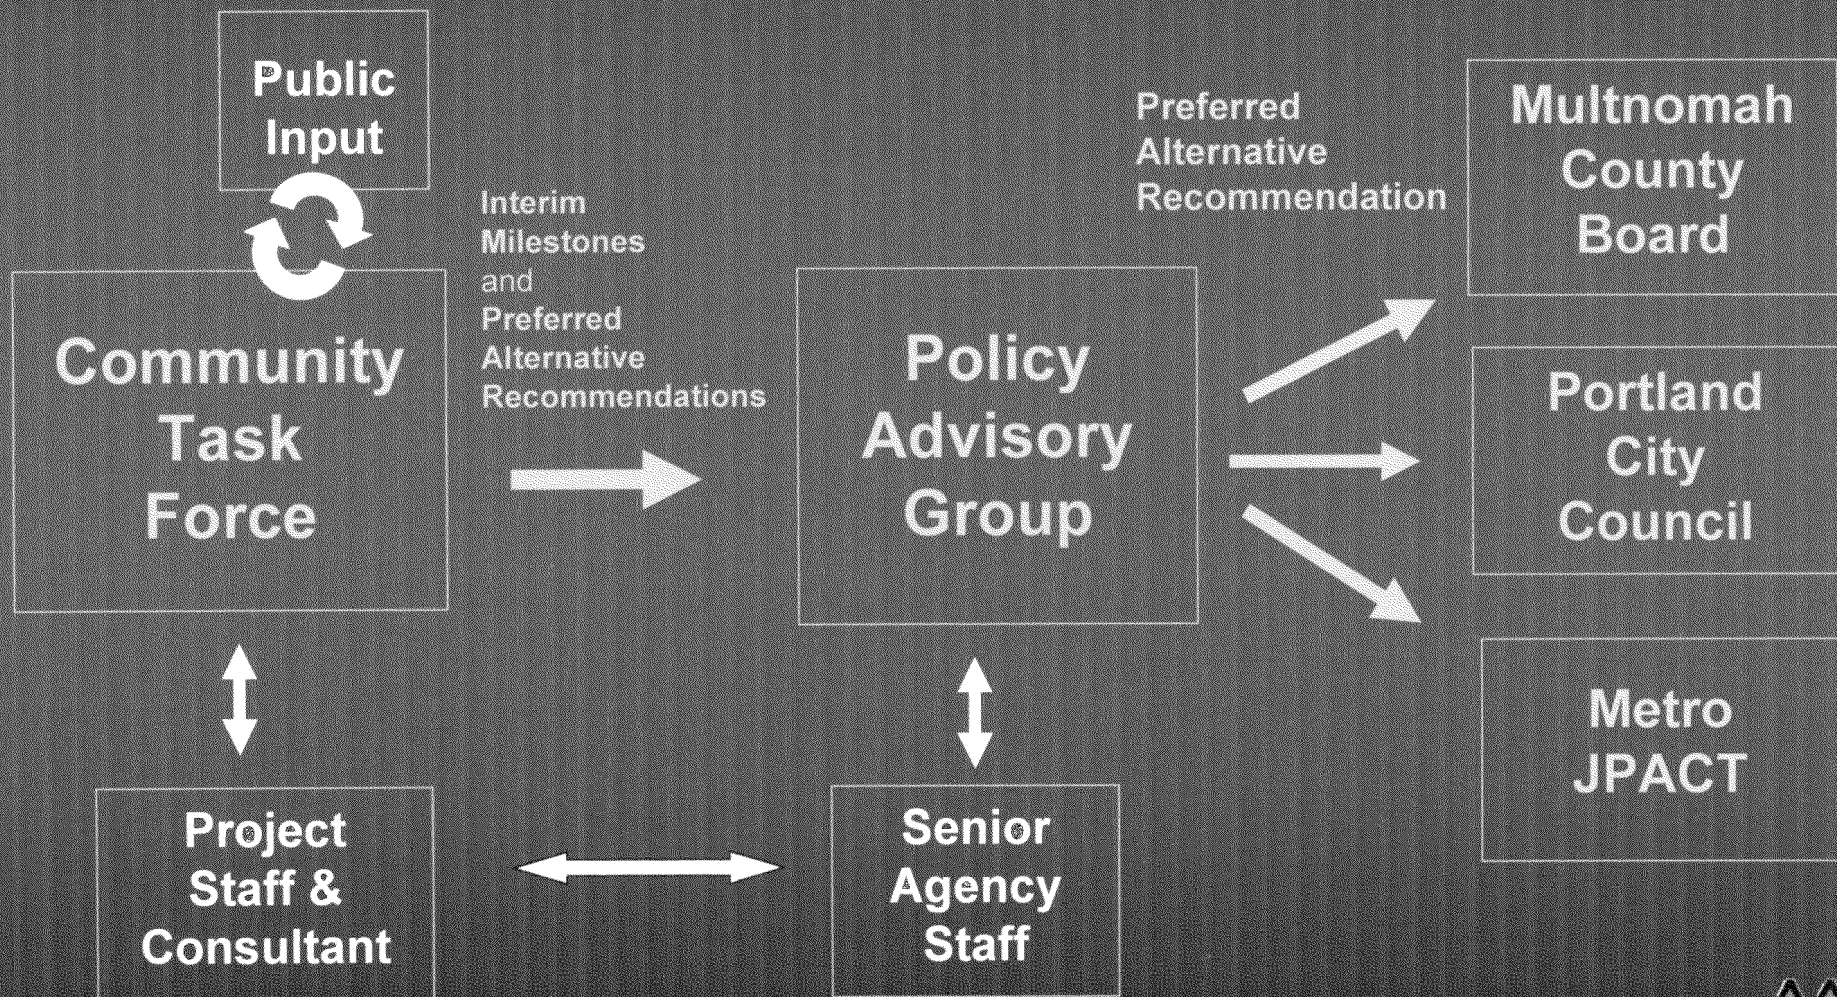 Public
Input
Community
Task
Force
Interim
Milestones
and
Preferred
Alternative
Recommendations
Policy
Advisory
Group
Preferred
Alternative
Recommendation
Multnomah
County
Board
Portland
City
Council
Metro
JPACT
Project
Staff &
Consultant
Senior
Agency
Staff